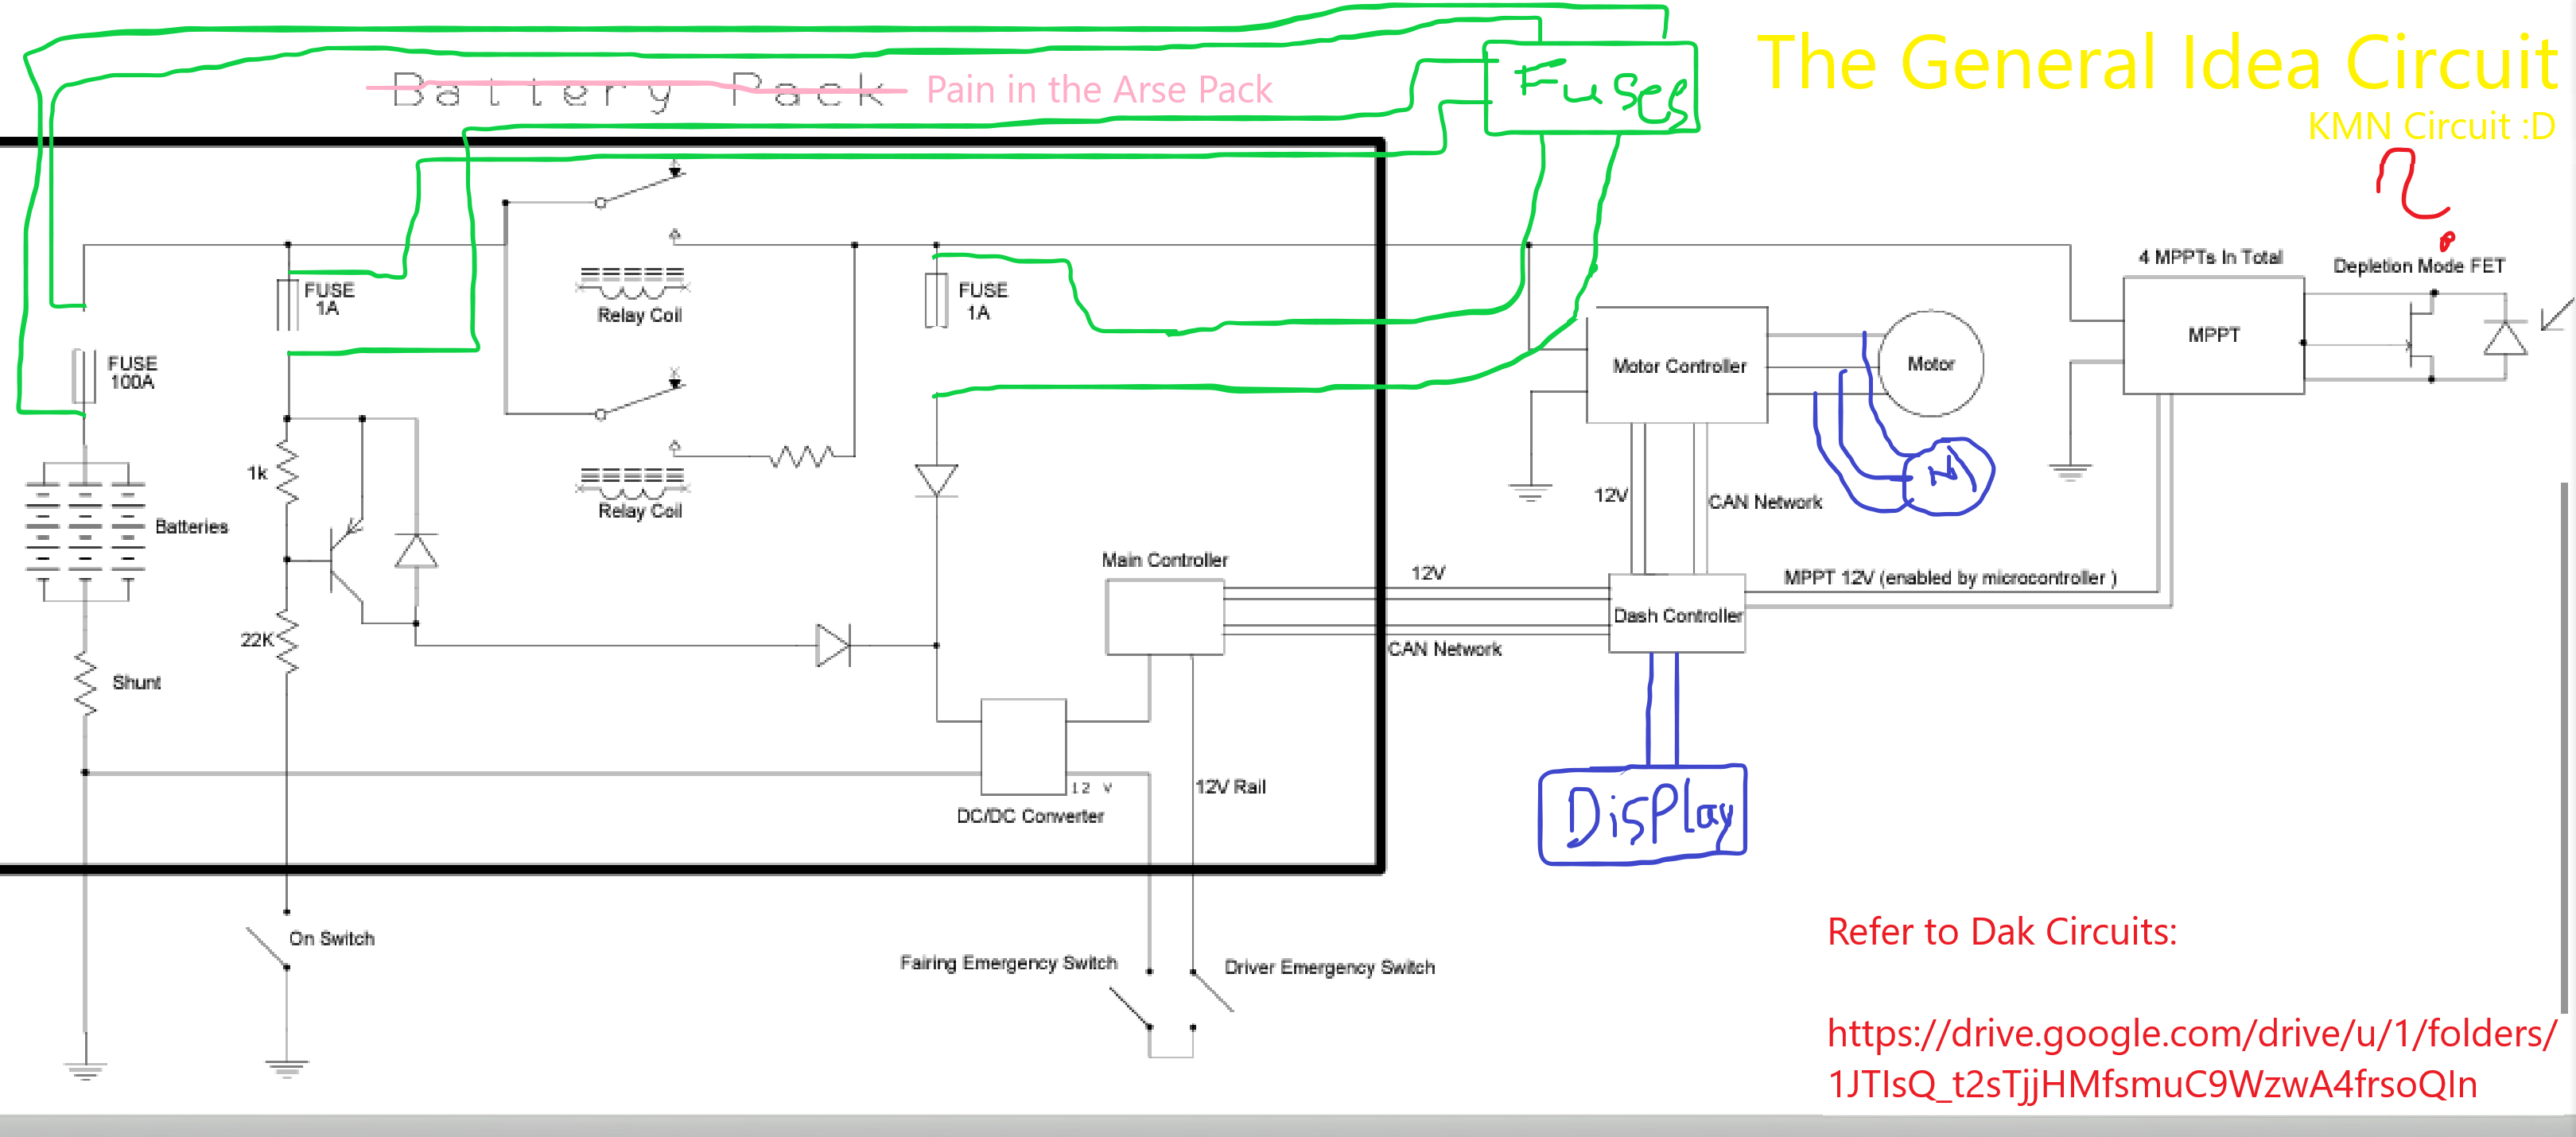 The General Idea Circuit
KMN Circuit :D
Battery Pack Pain in the Arse Pack
Fuses
?
4 MPPTs In Total
Depletion Mode FET
FUSE
1A
FUSE
1A
Relay Coil
FUSE
100A
Motor Controller
Motor
MPPT
1k
Relay Coil
12V
CAN Network
M
Batteries
Main Controller
12V
MPPT 12V (enabled by microcontroller )
Dash Controller
22K
CAN Network
Shunt
12 V
12V Rail
DC/DC Converter
Display
On Switch
Fairing Emergency Switch
Driver Emergency Switch
Refer to Dak Circuits:
https://drive.google.com/drive/u/1/folders/
1JTIsQ_t2sTjjHMfsmuC9WzwA4frsoQIn